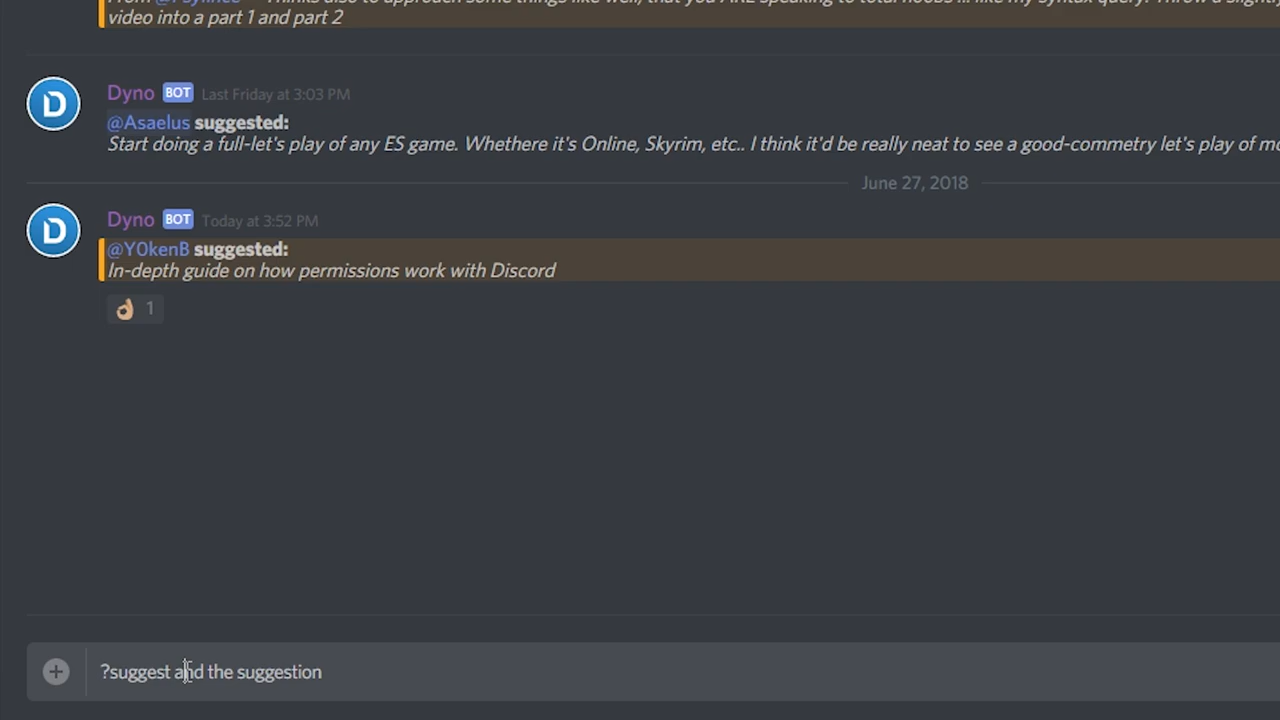 video into a part 1 and part 2
Dyno BOT Last Friday at 3:03 PM
@Asaelus suggested:
Start doing a full-let's play of any ES game. Whethere it's Online, Skyrim, etc.. I think it'd be really neat to see a good-commetry let's play of
June 27, 2018
Dyno BOT Today at 3:52 PM
@Y0kenB suggested:
In-depth guide on how permissions work with Discord
👌🏼 1
?suggest and the suggestion